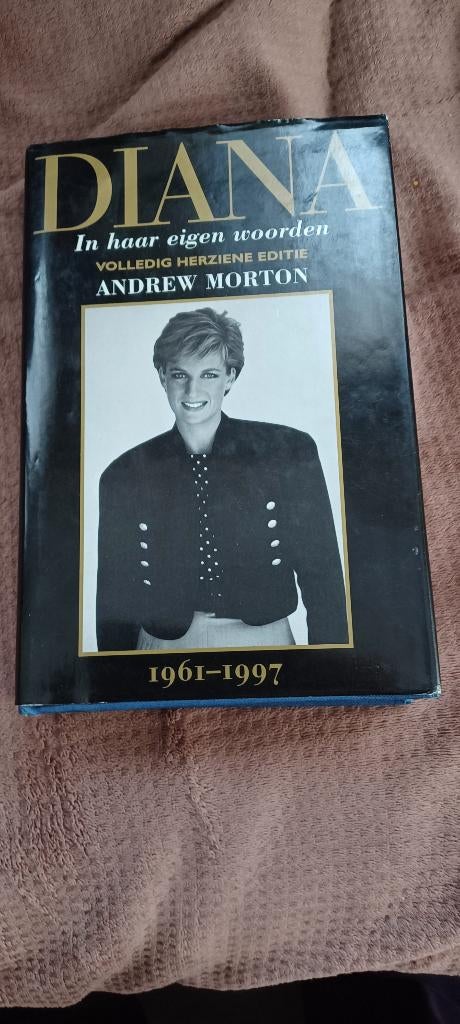 DIANA
In haar eigen woorden
VOLLEDIG HERZIENE EDITIE
ANDREW MORTON
1961–1997